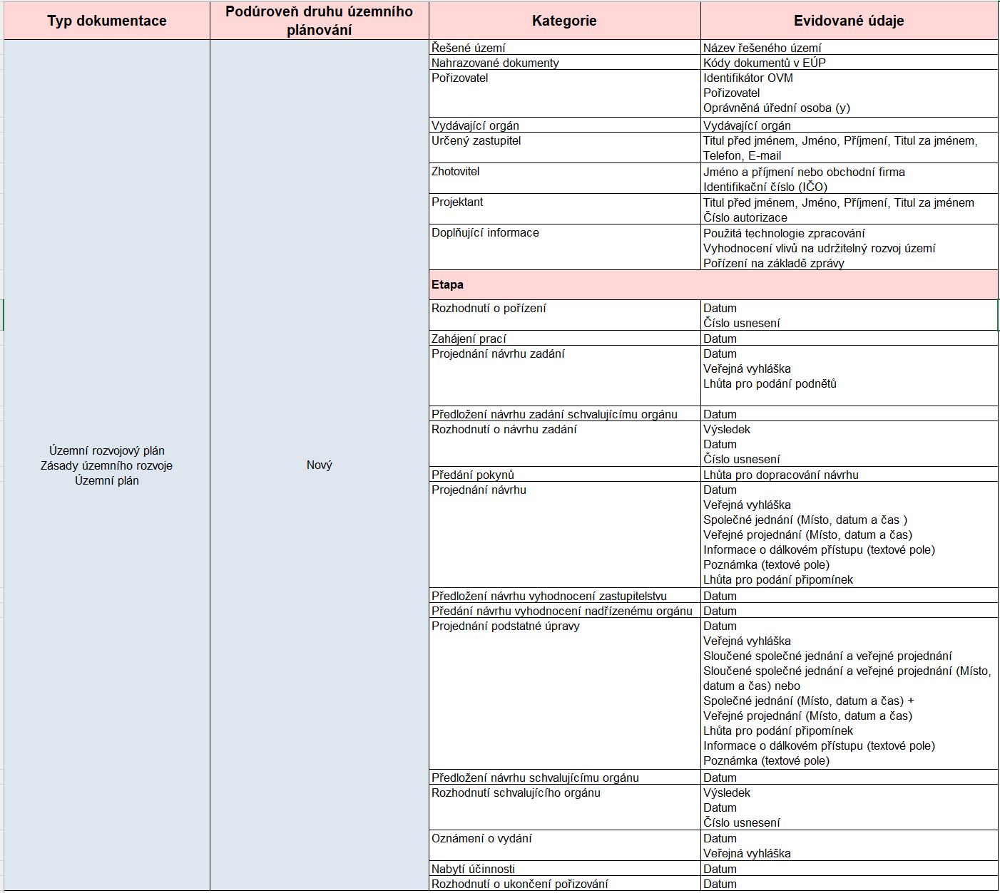 Typ dokumentace
Podúroveň druhu územního
plánování
Kategorie
Evidované údaje
Územní rozvojový plán
Zásady územního rozvoje
Územní plán
Nový
Řešené území
Název řešeného území
Nahrazované dokumenty
Kódy dokumentů v EÚP
Pořizovatel
Identifikátor OVM
Pořizovatel
Oprávněná úřední osoba (y)
Vydávající orgán
Vydávající orgán
Určený zastupitel
Titul před jménem, Jméno, Příjmení, Titul za jménem,
Telefon, E-mail
Zhotovitel
Jméno a příjmení nebo obchodní firma
Identifikační číslo (IČO)
Projektant
Titul před jménem, Jméno, Příjmení, Titul za jménem
Číslo autorizace
Doplňující informace
Použitá technologie zpracování
Vyhodnocení vlivů na udržitelný rozvoj území
Pořízení na základě zprávy
Etapa
Rozhodnutí o pořízení
Datum
Číslo usnesení
Zahájení prací
Datum
Projednání návrhu zadání
Datum
Veřejná vyhláška
Lhůta pro podání podnětů
Předložení návrhu zadání schvalujícímu orgánu
Datum
Rozhodnutí o návrhu zadání
Výsledek
Datum
Číslo usnesení
Předání pokynů
Lhůta pro dopracování návrhu
Projednání návrhu
Datum
Veřejná vyhláška
Společné jednání (Místo, datum a čas )
Veřejné projednání (Místo, datum a čas)
Informace o dálkovém přístupu (textové pole)
Poznámka (textové pole)
Lhůta pro podání připomínek
Předložení návrhu vyhodnocení zastupitelstvu
Datum
Předání návrhu vyhodnocení nadřízenému orgánu
Datum
Projednání podstatné úpravy
Datum
Veřejná vyhláška
Sloučené společné jednání a veřejné projednání
Sloučené společné jednání a veřejné projednání (Místo,
datum a čas) nebo
Společné jednání (Místo, datum a čas) +
Veřejné projednání (Místo, datum a čas)
Lhůta pro podání připomínek
Informace o dálkovém přístupu (textové pole)
Poznámka (textové pole)
Předložení návrhu schvalujícímu orgánu
Datum
Rozhodnutí schvalujícího orgánu
Výsledek
Datum
Číslo usnesení
Oznámení o vydání
Datum
Veřejná vyhláška
Nabytí účinnosti
Datum
Rozhodnutí o ukončení pořizování
Datum